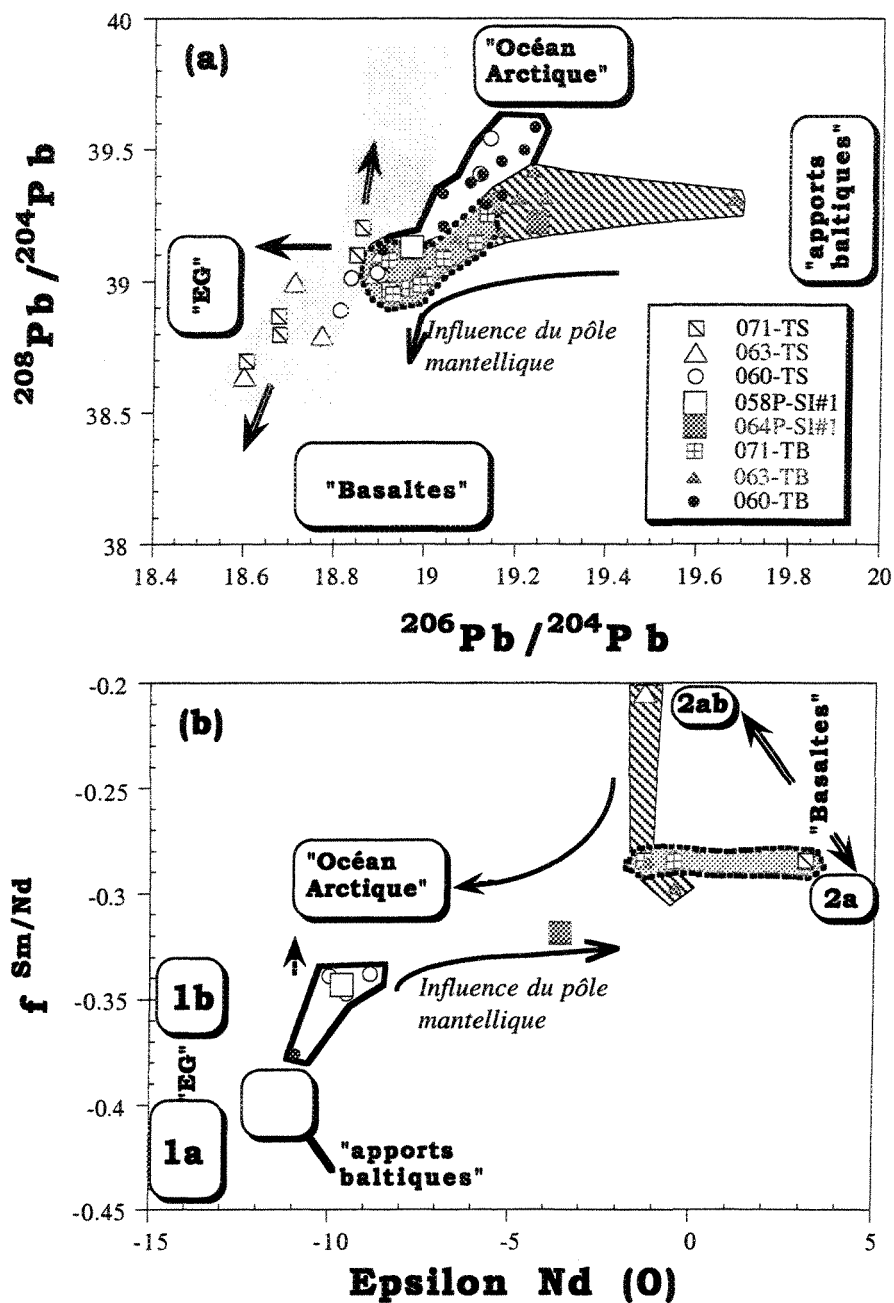 (a)
40
39.5
39
38.5
38
208Pb/204Pb
"Océan
Arctique"
"apports
baltiques"
"EG"
Influence du pôle
mantellique
"Basaltes"
071-TS
063-TS
060-TS
058P-SI#1
064P-SI#1
071-TB
063-TB
060-TB
18.4
18.6
18.8
19
19.2
19.4
19.6
19.8
20
206Pb/204Pb
(b)
-0.2
-0.25
-0.3
-0.35
-0.4
-0.45
f Sm/Nd
2ab
"Basaltes"
2a
"Océan
Arctique"
Influence du pôle
mantellique
1b
"EG"
1a
"apports
baltiques"
-15
-10
-5
0
5
Epsilon Nd (O)